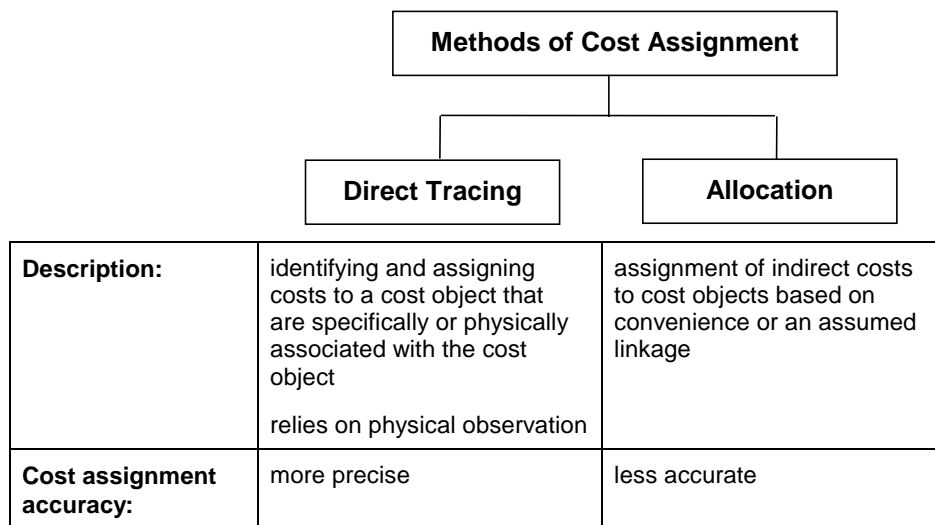 Methods of Cost Assignment
Direct Tracing
Allocation
Description:
identifying and assigning
costs to a cost object that
are specifically or physically
associated with the cost
object
relies on physical observation
assignment of indirect costs
to cost objects based on
convenience or an assumed
linkage
Cost assignment
accuracy:
more precise
less accurate